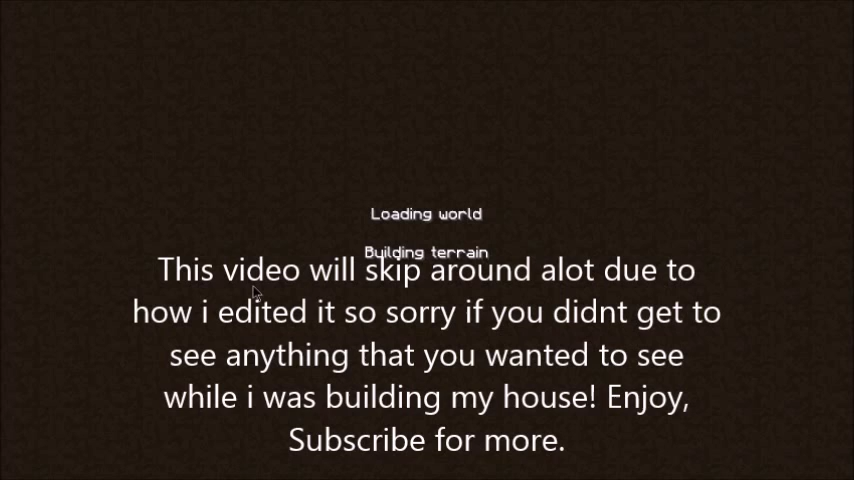 Loading world
Building terrain
This video will skip around alot due to
how i edited it so sorry if you didnt get to
see anything that you wanted to see
while i was building my house! Enjoy,
Subscribe for more.